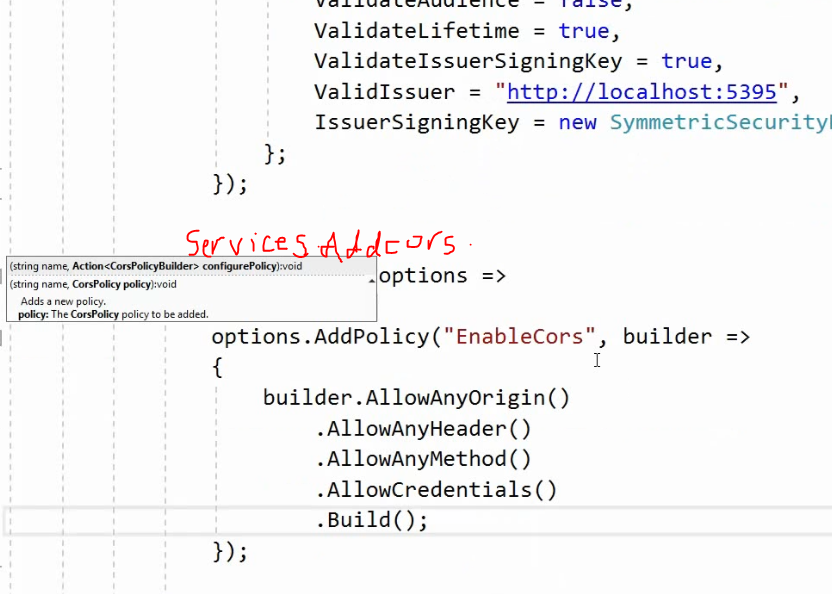 ValidateAudience = false,
ValidateLifetime = true,
ValidateIssuerSigningKey = true,
ValidIssuer = "http://localhost:5395",
IssuerSigningKey = new SymmetricSecurity
};
});
Services.AddCors.
(string name, Action<CorsPolicyBuilder> configurePolicy):void
options =>
(string name, CorsPolicy policy):void
Adds a new policy.
policy: The CorsPolicy policy to be added.
options.AddPolicy("EnableCors", builder =>
{
builder.AllowAnyOrigin()
.AllowAnyHeader()
.AllowAnyMethod()
.AllowCredentials()
.Build();
});